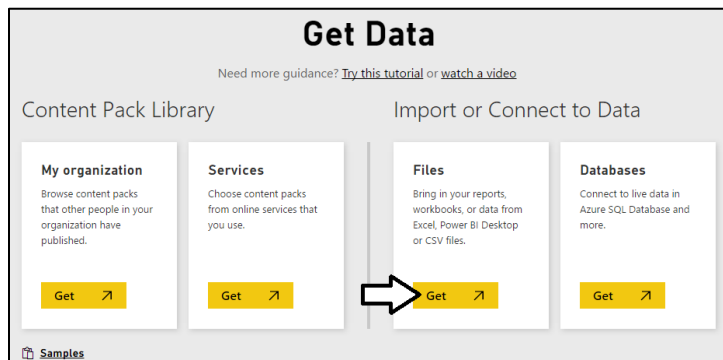 Get Data
Need more guidance? Try this tutorial or watch a video
Content Pack Library
My organization
Browse content packs
that other people in your
organization have
published.
Get
Services
Choose content packs
from online services that
you use.
Get
Import or Connect to Data
Files
Bring in your reports,
workbooks, or data from
Excel, Power BI Desktop
or CSV files.
Get
Databases
Connect to live data in
Azure SQL Database and
more.
Get
Samples